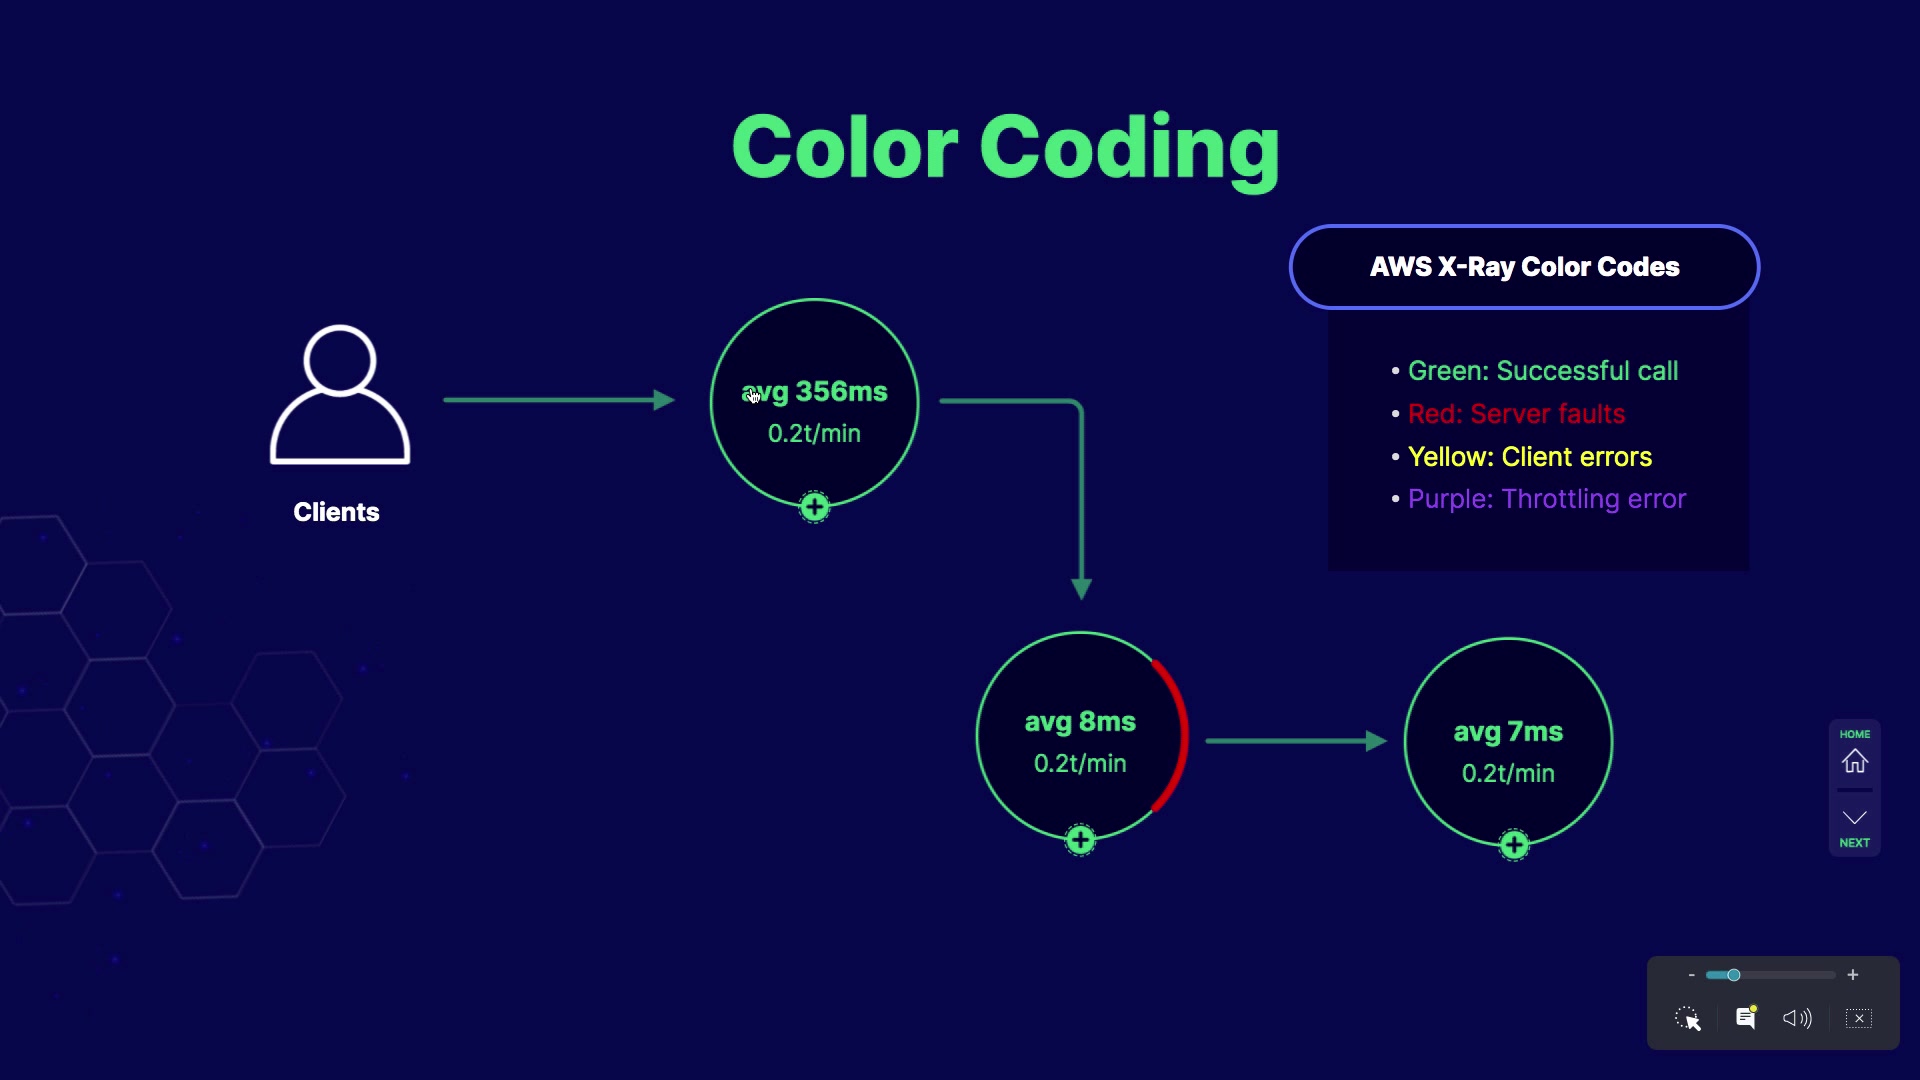 Color Coding
AWS X-Ray Color Codes
• Green: Successful call
• Red: Server faults
• Yellow: Client errors
• Purple: Throttling error
Clients
avg 356ms
0.2t/min
avg 8ms
0.2t/min
avg 7ms
0.2t/min
HOME
NEXT
- +